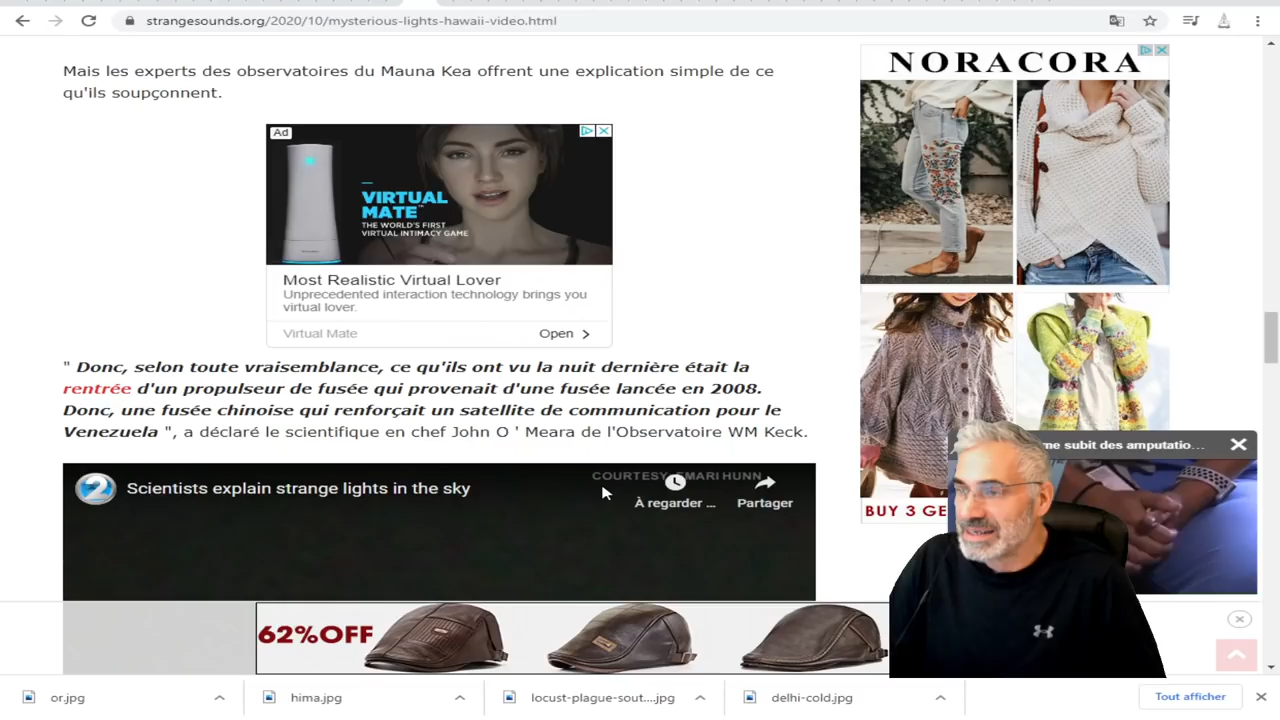 strangesounds.org/2020/10/mysterious-lights-hawaii-video.html
Mais les experts des observatoires du Mauna Kea offrent une explication simple de ce
qu'ils soupçonnent.
Ad
VIRTUAL
MATE™
THE WORLD'S FIRST
VIRTUAL INTIMACY GAME
Most Realistic Virtual Lover
Unprecedented interaction technology brings you
virtual lover.
Virtual Mate
Open
" Donc, selon toute vraisemblance, ce qu'ils ont vu la nuit dernière était la
rentrée d'un propulseur de fusée qui provenait d'une fusée lancée en 2008.
Donc, une fusée chinoise qui renforçait un satellite de communication pour le
Venezuela ", a déclaré le scientifique en chef John O ' Meara de l'Observatoire WM Keck.
2
Scientists explain strange lights in the sky
COURTESY
MARI HUNN
À regarder ...
Partager
NORACORA
BUY 3 GE
me subit des amputatio...
62%OFF
or.jpg
hima.jpg
locust-plague-sout....jpg
delhi-cold.jpg
Tout afficher